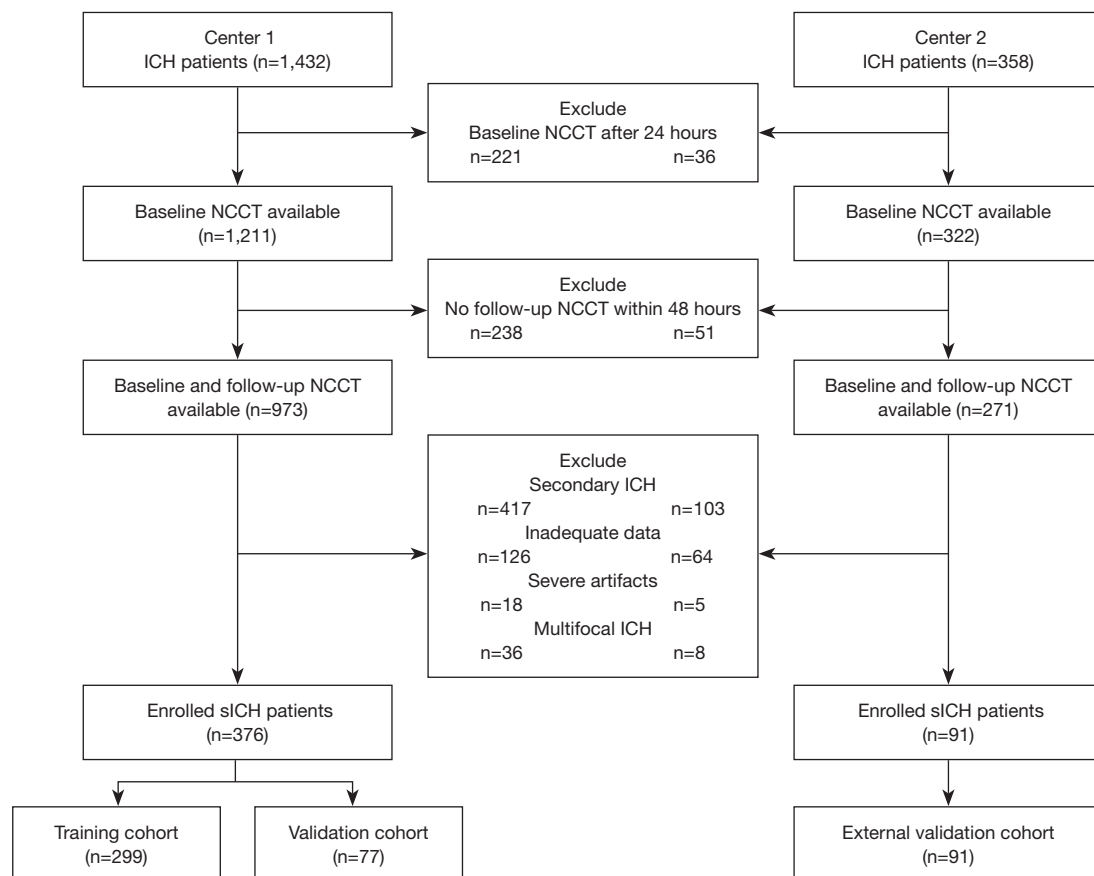 Center 1
ICH patients (n=1,432)
Center 2
ICH patients (n=358)
Exclude
Baseline NCCT after 24 hours
n=221 n=36
Baseline NCCT available
(n=1,211)
Baseline NCCT available
(n=322)
Exclude
No follow-up NCCT within 48 hours
n=238 n=51
Baseline and follow-up NCCT
available (n=973)
Baseline and follow-up NCCT
available (n=271)
Exclude
Secondary ICH
n=417 n=103
Inadequate data
n=126 n=64
Severe artifacts
n=18 n=5
Multifocal ICH
n=36 n=8
Enrolled sICH patients
(n=376)
Enrolled sICH patients
(n=91)
Training cohort
(n=299)
Validation cohort
(n=77)
External validation cohort
(n=91)